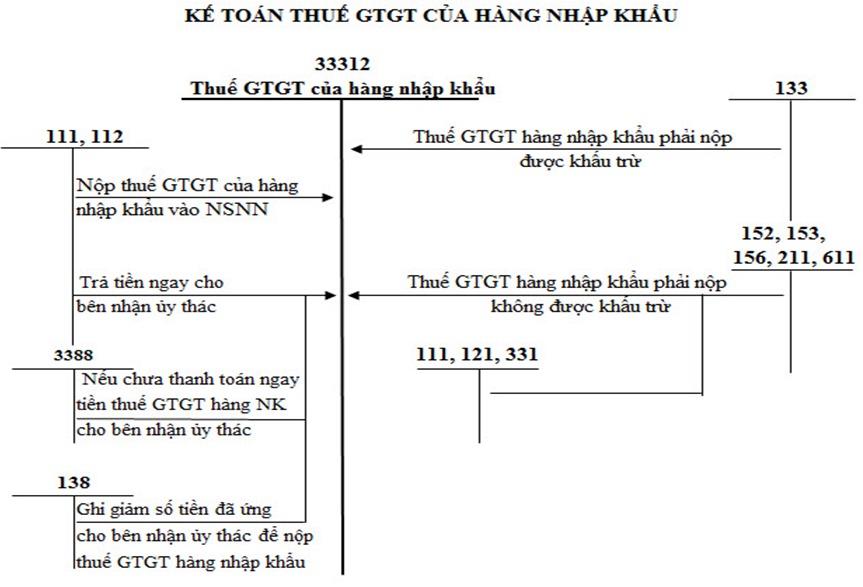 KẾ TOÁN THUẾ GTGT CỦA HÀNG NHẬP KHẨU
33312
Thuế GTGT của hàng nhập khẩu
133
111, 112
Thuế GTGT hàng nhập khẩu phải nộp
được khấu trừ
Nộp thuế GTGT của hàng
nhập khẩu vào NSNN
152, 153,
156, 211, 611
Trả tiền ngay cho
bên nhận ủy thác
Thuế GTGT hàng nhập khẩu phải nộp
không được khấu trừ
3388
111, 121, 331
Nếu chưa thanh toán ngay
tiền thuế GTGT hàng NK
cho bên nhận ủy thác
138
Ghi giảm số tiền đã ứng
cho bên nhận ủy thác để nộp
thuế GTGT hàng nhập khẩu